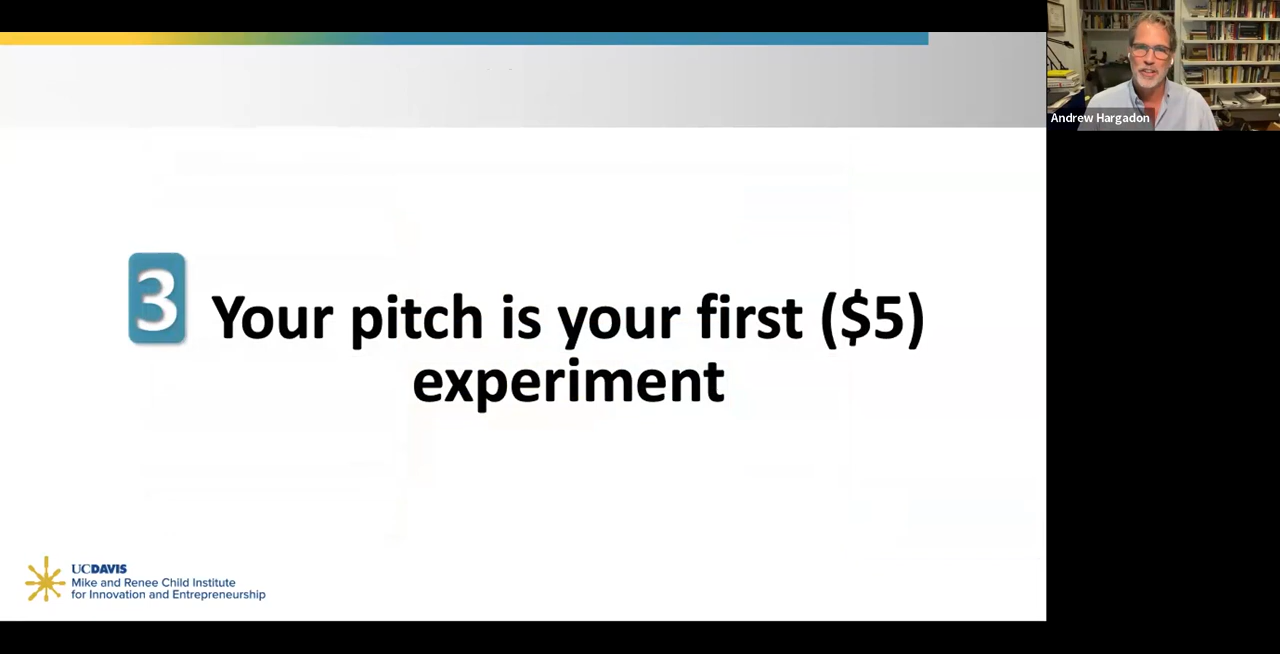 Andrew Hargadon
3
Your pitch is your first ($5)
experiment
UCDAVIS
Mike and Renee Child Institute
for Innovation and Entrepreneurship